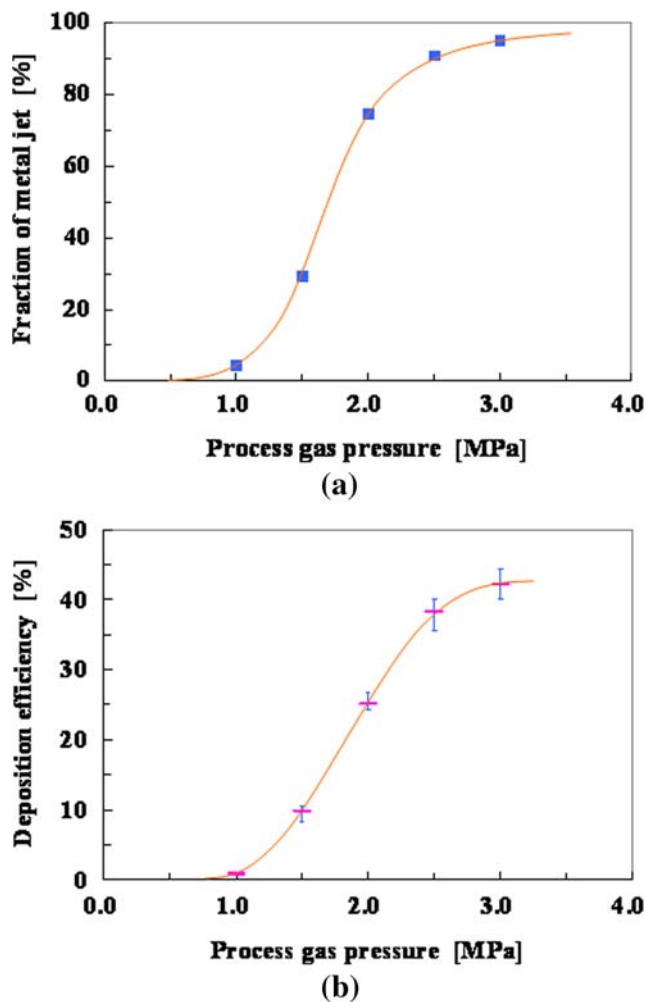 Fraction of metal jet [%]
100
80
60
40
20
0
0.0 1.0 2.0 3.0 4.0
Process gas pressure [MPa]
(a)
Deposition efficiency [%]
50
40
30
20
10
0
0.0 1.0 2.0 3.0 4.0
Process gas pressure [MPa]
(b)